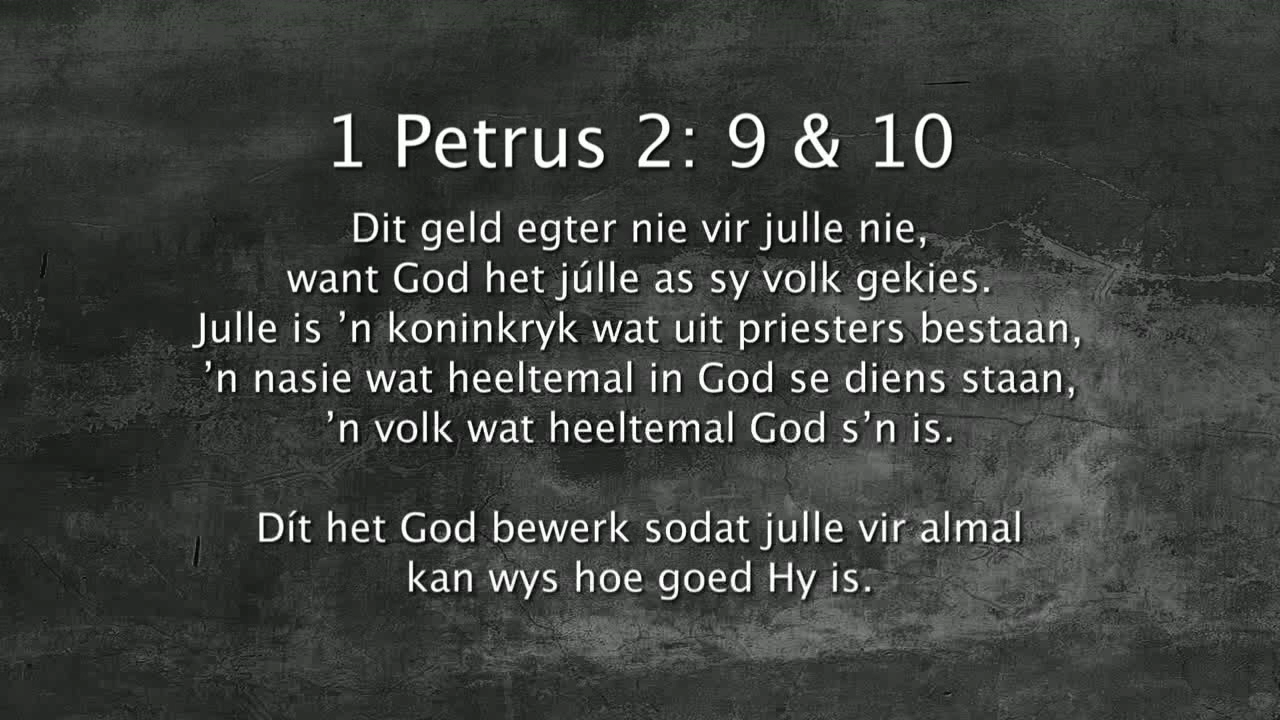 1 Petrus 2: 9 & 10
Dit geld egter nie vir julle nie,
want God het júlle as sy volk gekies.
Julle is ’n koninkryk wat uit priesters bestaan,
’n nasie wat heeltemal in God se diens staan,
’n volk wat heeltemal God s’n is.
Dít het God bewerk sodat julle vir almal
kan wys hoe goed Hy is.